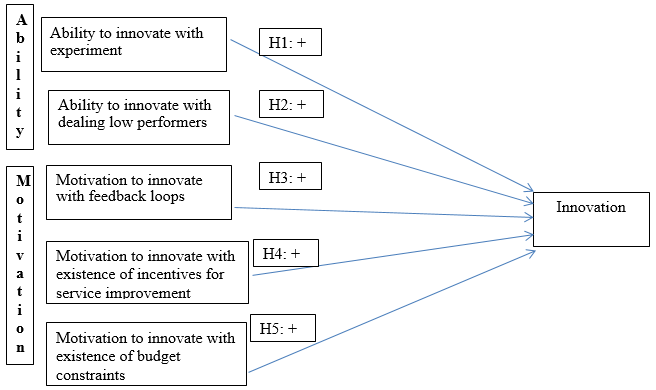 Ability
Ability to innovate with
experiment
H1: +
Ability to innovate with
dealing low performers
H2: +
Motivation
Motivation to innovate
with feedback loops
H3: +
Innovation
Motivation to innovate with
existence of incentives for
service improvement
H4: +
Motivation to innovate with
existence of budget
constraints
H5: +